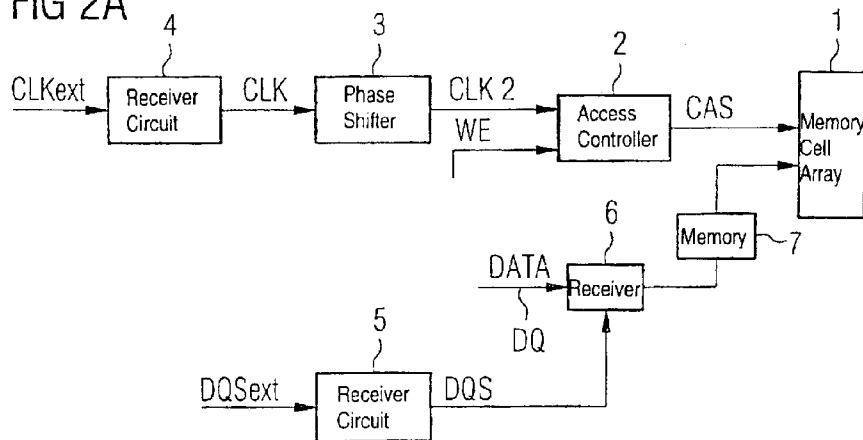 FIG 2A
4
3
2
1
CLKext
Receiver
Circuit
CLK
Phase
Shifter
CLK 2
WE
Access
Controller
CAS
Memory
Cell
Array
6
Memory
7
DATA
Receiver
DQ
5
DQSext
Receiver
Circuit
DQS